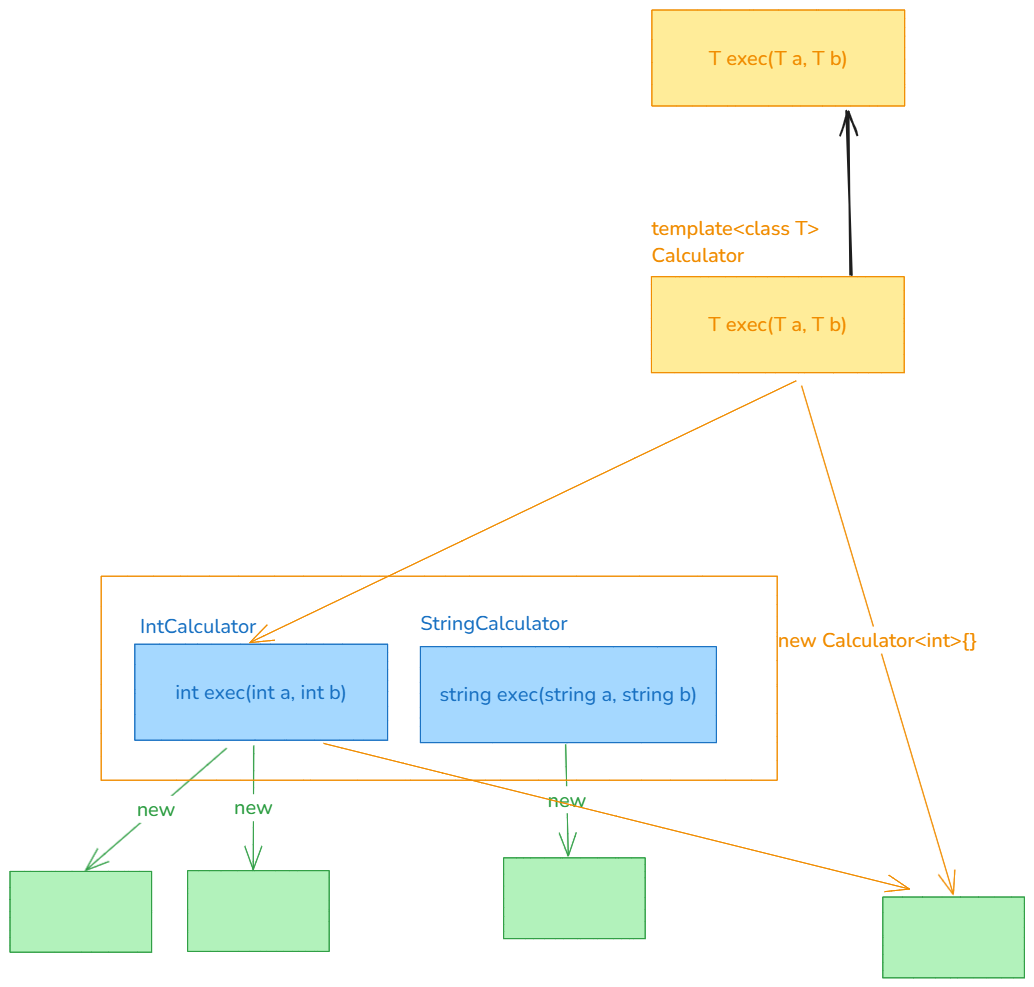 T exec(T a, T b)
template<class T>
Calculator
T exec(T a, T b)
IntCalculator
StringCalculator
new Calculator<int>{}
int exec(int a, int b)
string exec(string a, string b)
new
new
new